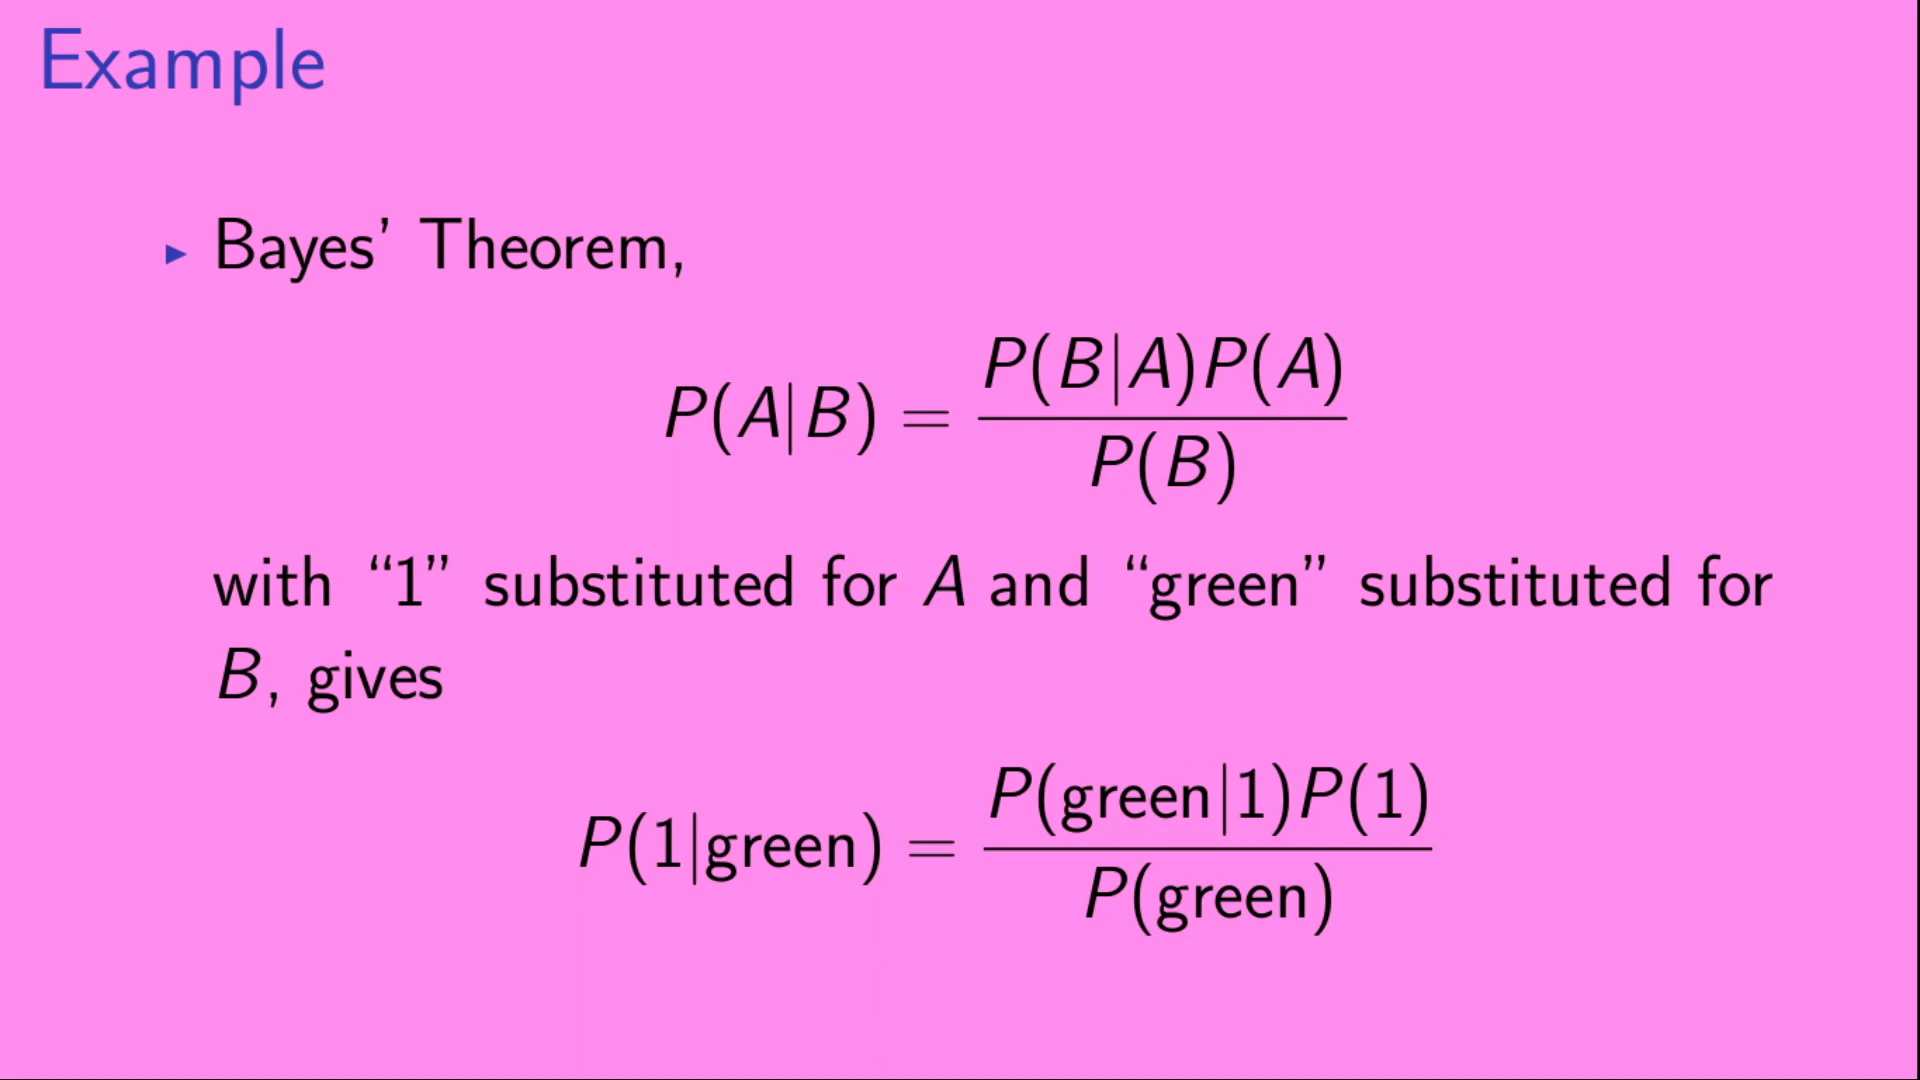 Example
▸ Bayes’ Theorem,
P(A|B) = P(B|A)P(A) / P(B)
with “1” substituted for A and “green” substituted for
B, gives
P(1|green) = P(green|1)P(1) / P(green)